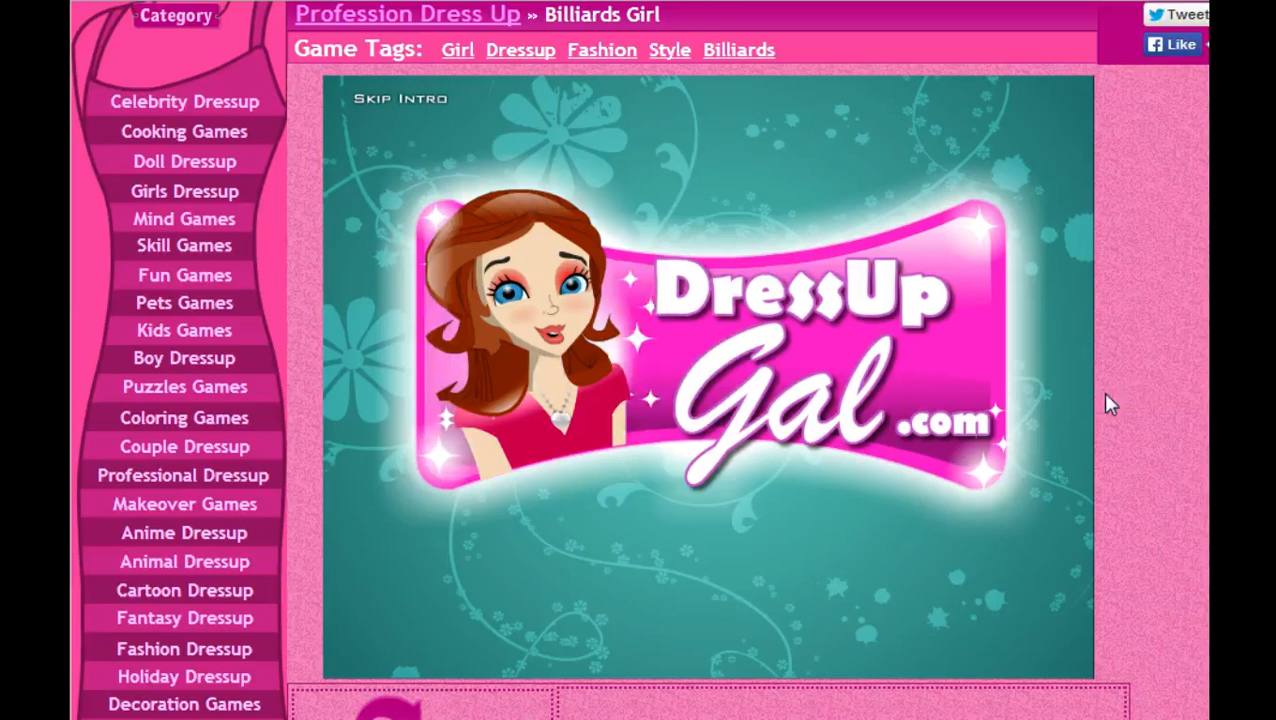 Category
Celebrity Dressup
Cooking Games
Doll Dressup
Girls Dressup
Mind Games
Skill Games
Fun Games
Pets Games
Kids Games
Boy Dressup
Puzzles Games
Coloring Games
Couple Dressup
Professional Dressup
Makeover Games
Anime Dressup
Animal Dressup
Cartoon Dressup
Fantasy Dressup
Fashion Dressup
Holiday Dressup
Decoration Games
Profession Dress Up » Billiards Girl
Game Tags: Girl Dressup Fashion Style Billiards
Tweet
Like
SKIP INTRO
DressUp
Gal
.com